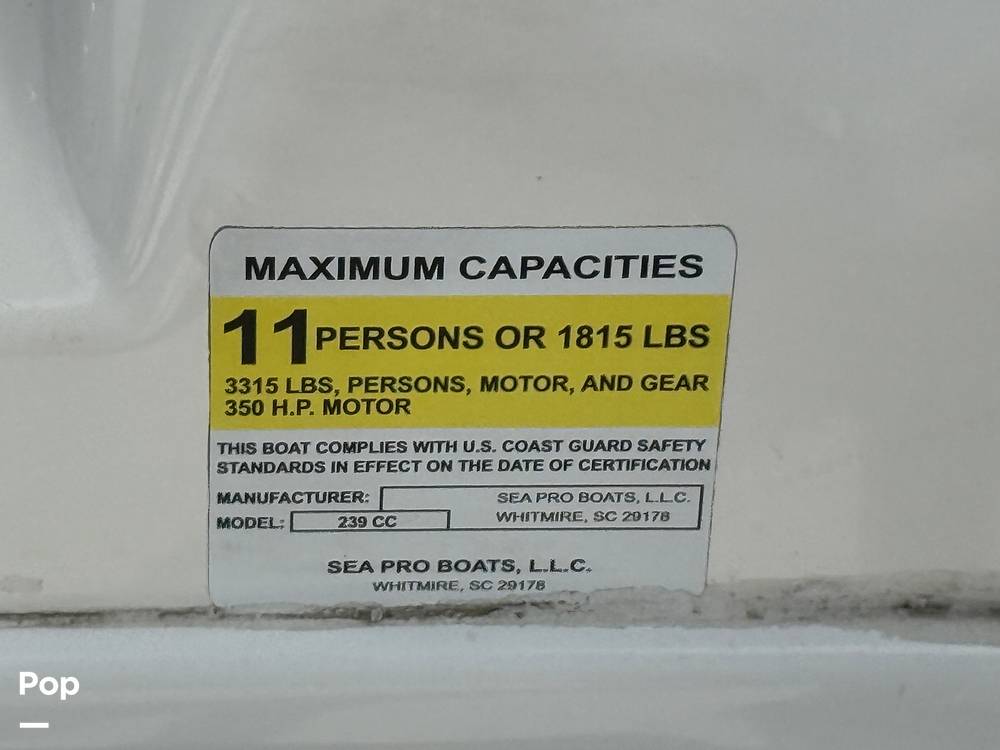 MAXIMUM CAPACITIES
11 PERSONS OR 1815 LBS
3315 LBS, PERSONS, MOTOR, AND GEAR
350 H.P. MOTOR
THIS BOAT COMPLIES WITH U.S. COAST GUARD SAFETY
STANDARDS IN EFFECT ON THE DATE OF CERTIFICATION
MANUFACTURER: SEA PRO BOATS, L.L.C.
WHITMIRE, SC 29178
MODEL: 239 CC
SEA PRO BOATS, L.L.C.
WHITMIRE, SC 29178
Pop